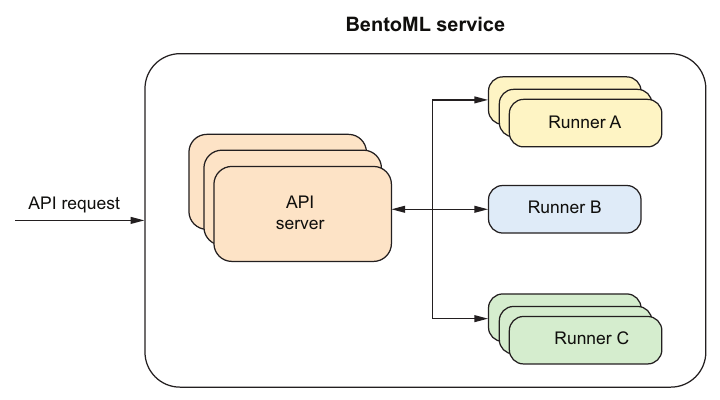 BentoML service
API request
API
server
Runner A
Runner B
Runner C